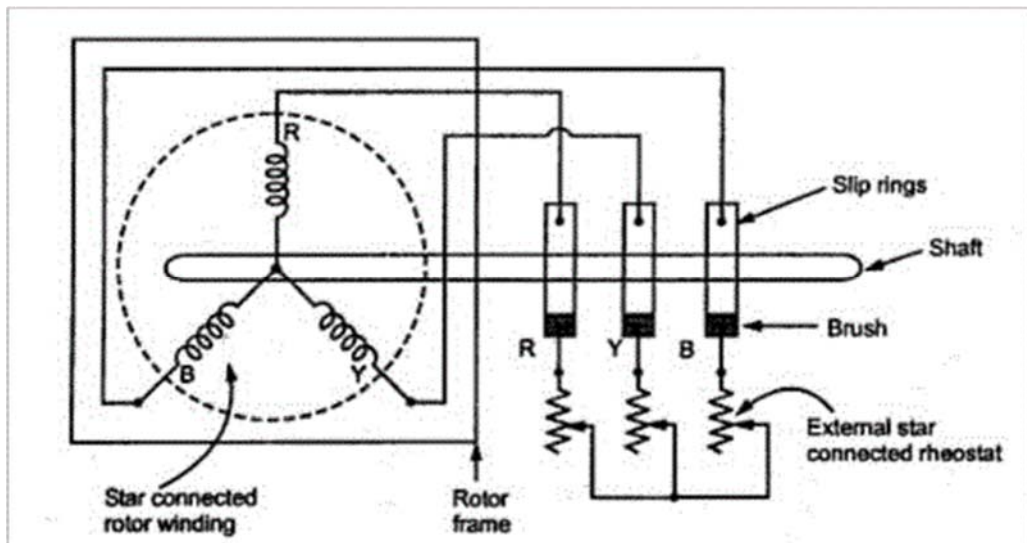 R
Slip rings
Shaft
Brush
B
Y
R
Y
B
External star
connected rheostat
Star connected
rotor winding
Rotor
frame